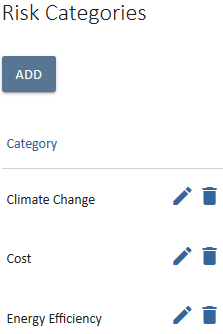 Risk Categories
ADD
Category
Climate Change
Cost
Energy Efficiency